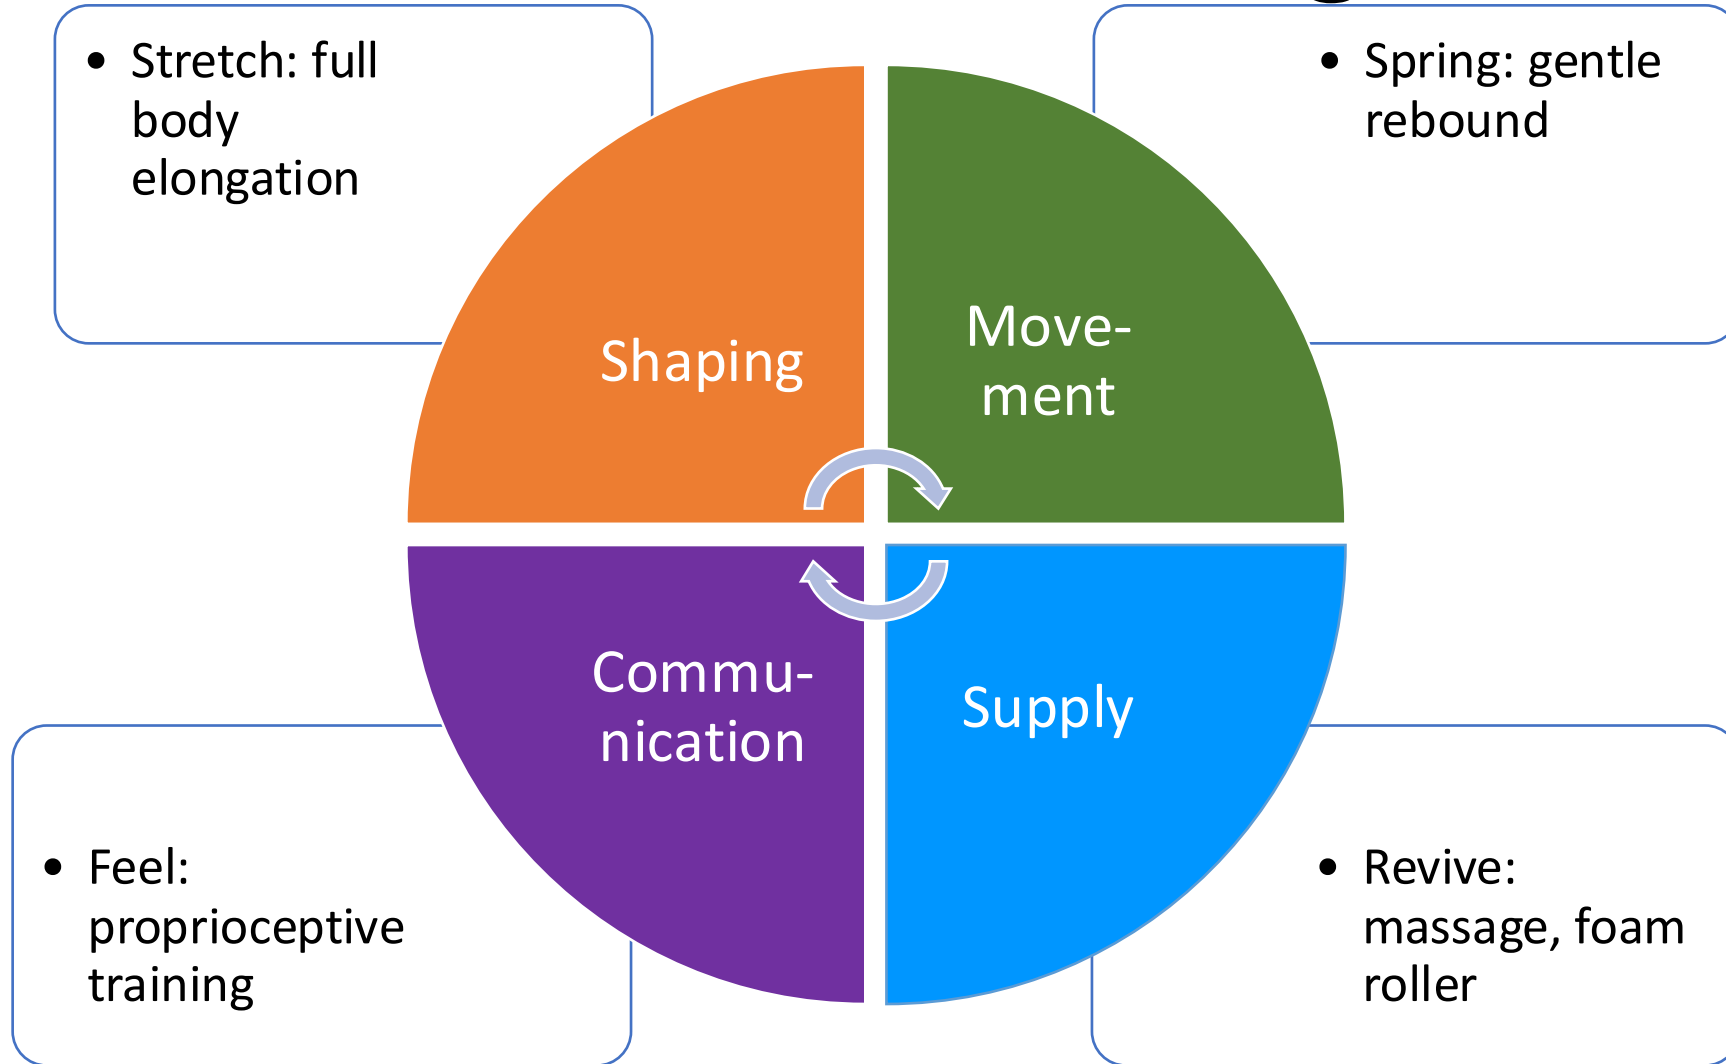 • Stretch: full
body
elongation
• Spring: gentle
rebound
Shaping
Move-
ment
Commu-
nication
Supply
• Feel:
proprioceptive
training
• Revive:
massage, foam
roller